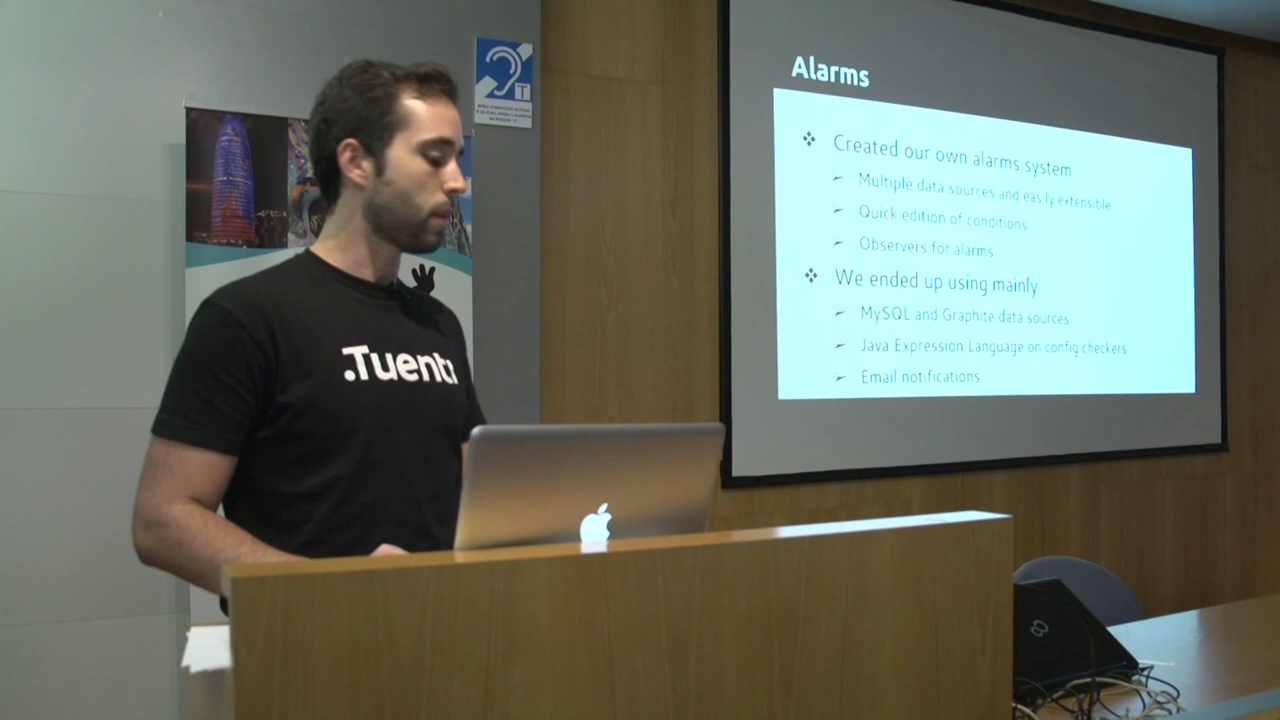 Alarms
Created our own alarms system
Multiple data sources and easily extensible
Quick edition of conditions
Observers for alarms
We ended up using mainly
MySQL and Graphite data sources
Java Expression Language on config checkers
Email notifications
.Tuenti
T